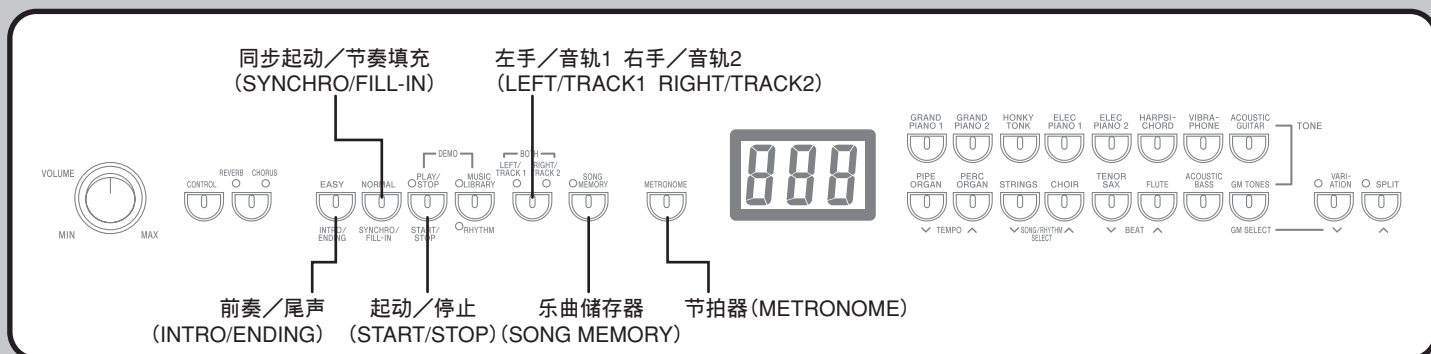 同步起动／节奏填充
（SYNCHRO/FILL-IN）
左手／音轨1 右手／音轨2
（LEFT/TRACK1 RIGHT/TRACK2）
VOLUME
MIN
MAX
CONTROL
REVERB
CHORUS
EASY
INTRO/
ENDING
NORMAL
SYNCHRO/
FILL-IN
DEMO
PLAY/
STOP
START/
STOP
MUSIC
LIBRARY
RHYTHM
BOTH
LEFT/
TRACK 1
RIGHT/
TRACK 2
SONG
MEMORY
METRONOME
888
GRAND
PIANO 1
GRAND
PIANO 2
HONKY
TONK
ELEC
PIANO 1
ELEC
PIANO 2
HARPSI-
CHORD
VIBRA-
PHONE
ACOUSTIC
GUITAR
TONE
PIPE
ORGAN
PERC
ORGAN
STRINGS
CHOIR
TENOR
SAX
FLUTE
ACOUSTIC
BASS
GM TONES
VARI-
ATION
SPLIT
TEMPO
SONG/RHYTHM
SELECT
BEAT
GM SELECT
前奏／尾声
（INTRO/ENDING）
起动／停止
（START/STOP）
乐曲储存器
（SONG MEMORY）
节拍器（METRONOME）